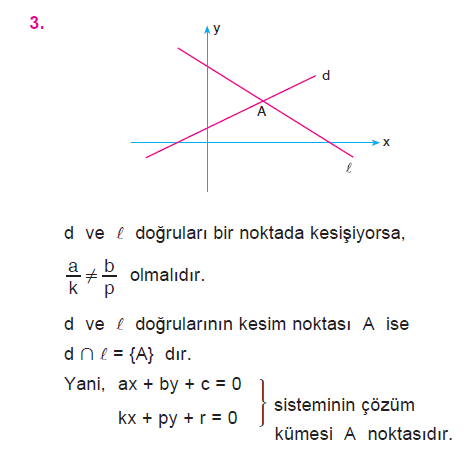 3.
y
d
A
x
ℓ
d ve ℓ doğruları bir noktada kesişiyorsa,
a/k ≠ b/p olmalıdır.
d ve ℓ doğrularının kesim noktası A ise
d ∩ ℓ = {A} dır.
Yani, ax + by + c = 0
kx + py + r = 0
sisteminin çözüm
kümesi A noktasıdır.